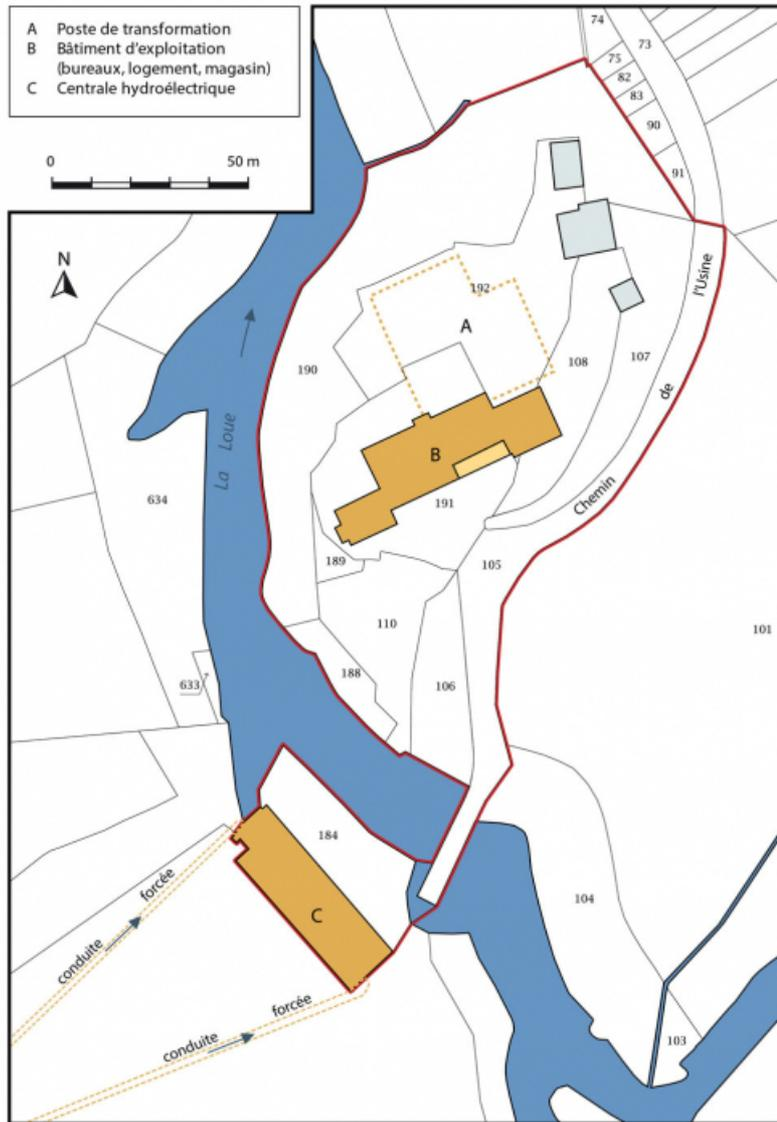 A Poste de transformation
B Bâtiment d'exploitation
(bureaux, logement, magasin)
C Centrale hydroélectrique
0 50 m
N
74
73
75
82
83
90
91
l'Usine
192
A
190
108
107
de
La Loue
B
Chemin
634
191
189
105
110
101
188
106
633
184
forcée
conduite
C
104
forcée
conduite
103